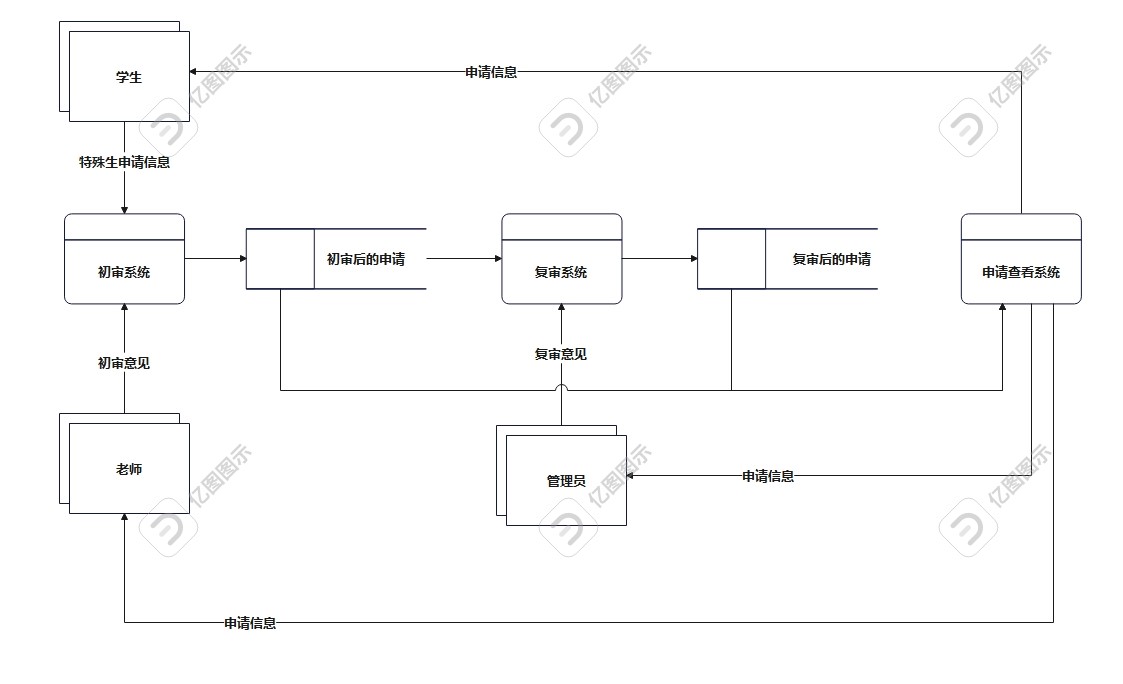 学生
申请信息
特殊生申请信息
初审系统
初审后的申请
复审系统
复审后的申请
申请查看系统
初审意见
复审意见
老师
管理员
申请信息
申请信息
亿图图示
亿图图示
亿图图示
亿图图示
亿图图示
亿图图示